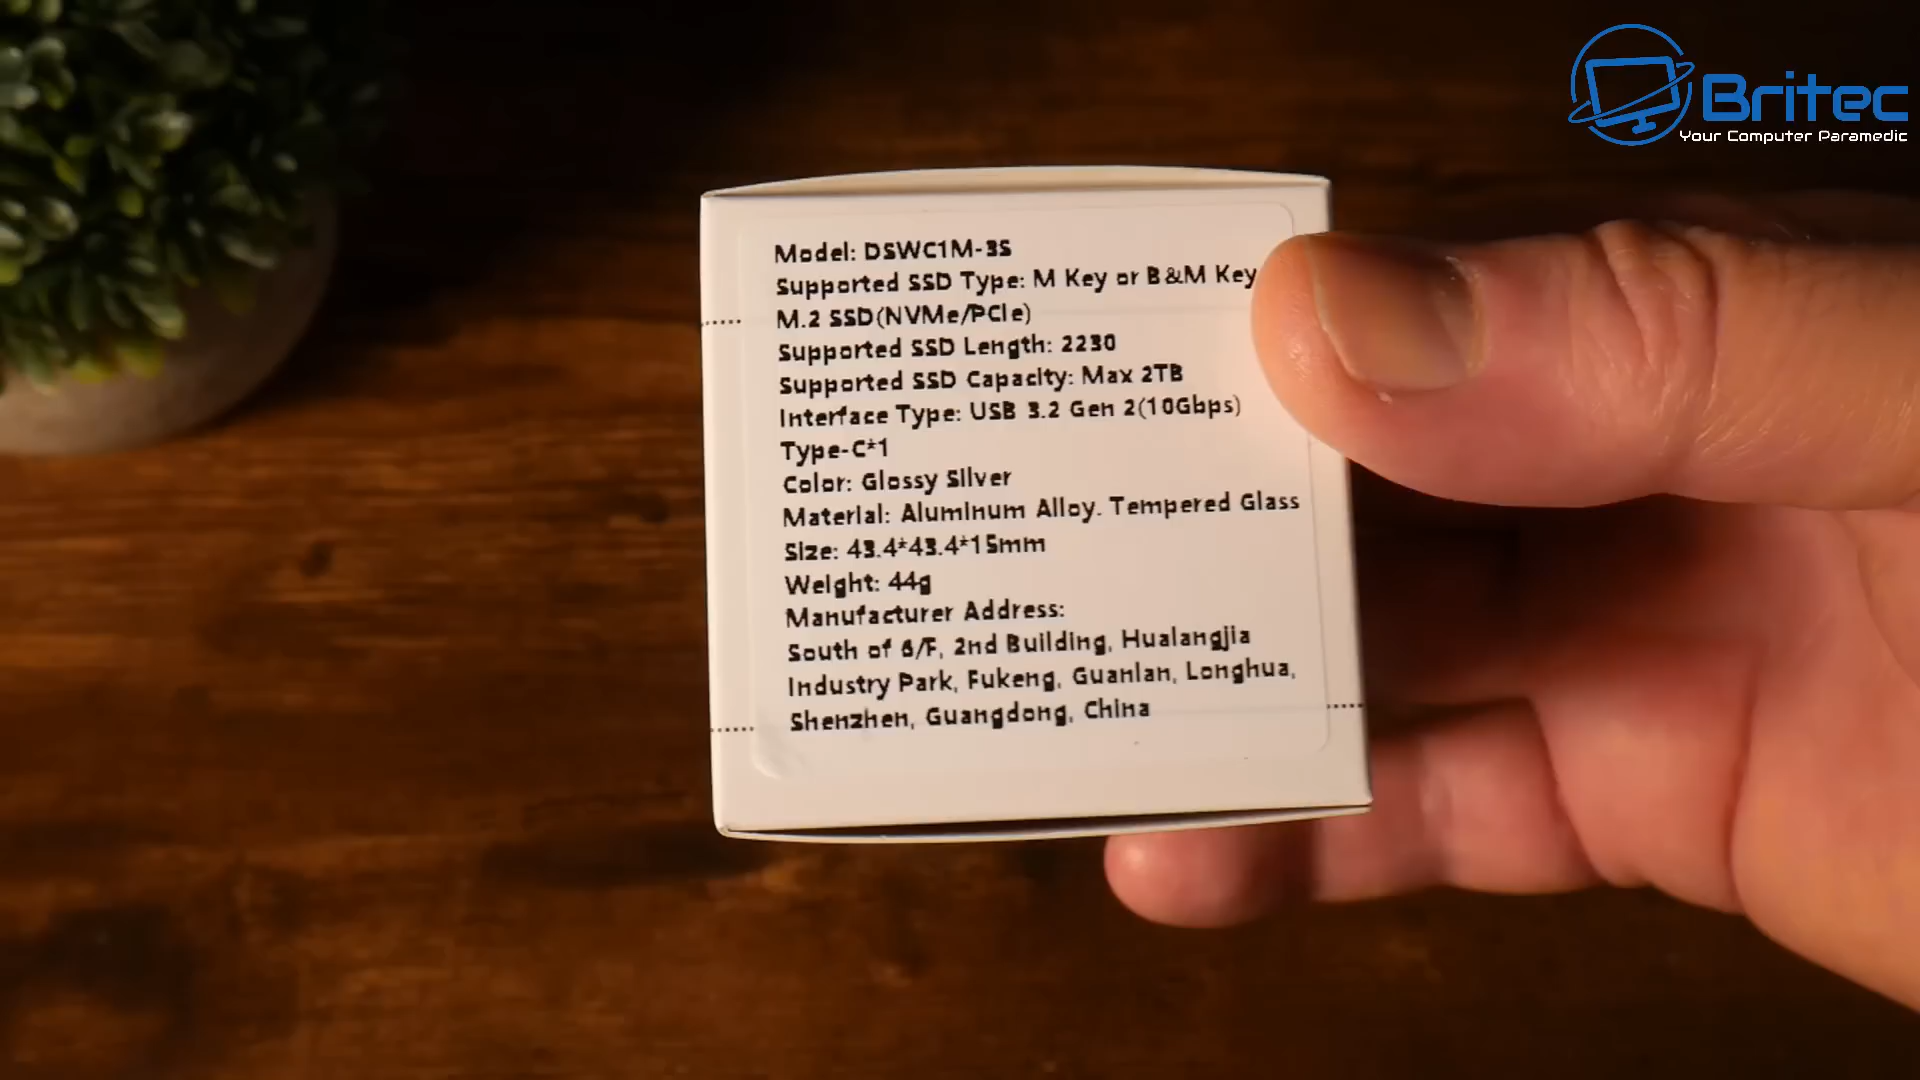 Britec
Your Computer Paramedic
Model: DSWC1M-3S
Supported SSD Type: M Key or B&M Key
M.2 SSD(NVMe/PCIe)
Supported SSD Length: 2230
Supported SSD Capacity: Max 2TB
Interface Type: USB 3.2 Gen 2(10Gbps)
Type-C*1
Color: Glossy Silver
Material: Aluminum Alloy. Tempered Glass
Size: 43.4*43.4*15mm
Weight: 44g
Manufacturer Address:
South of 6/F, 2nd Building, Hualangjia
Industry Park, Fukeng, Guanlan, Longhua,
Shenzhen, Guangdong, China